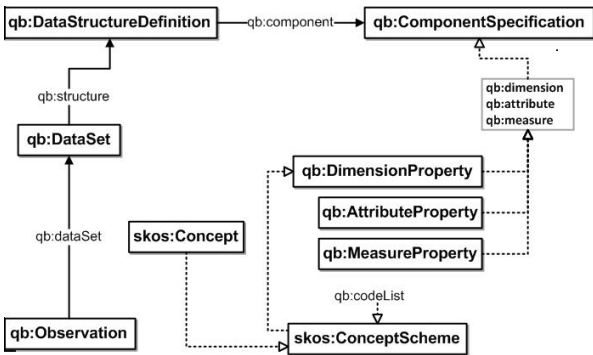 qb:DataStructureDefinition
qb:component
qb:ComponentSpecification
qb:structure
qb:dimension
qb:attribute
qb:measure
qb:DataSet
qb:DimensionProperty
qb:AttributeProperty
qb:dataSet
skos:Concept
qb:MeasureProperty
qb:codeList
qb:Observation
skos:ConceptScheme